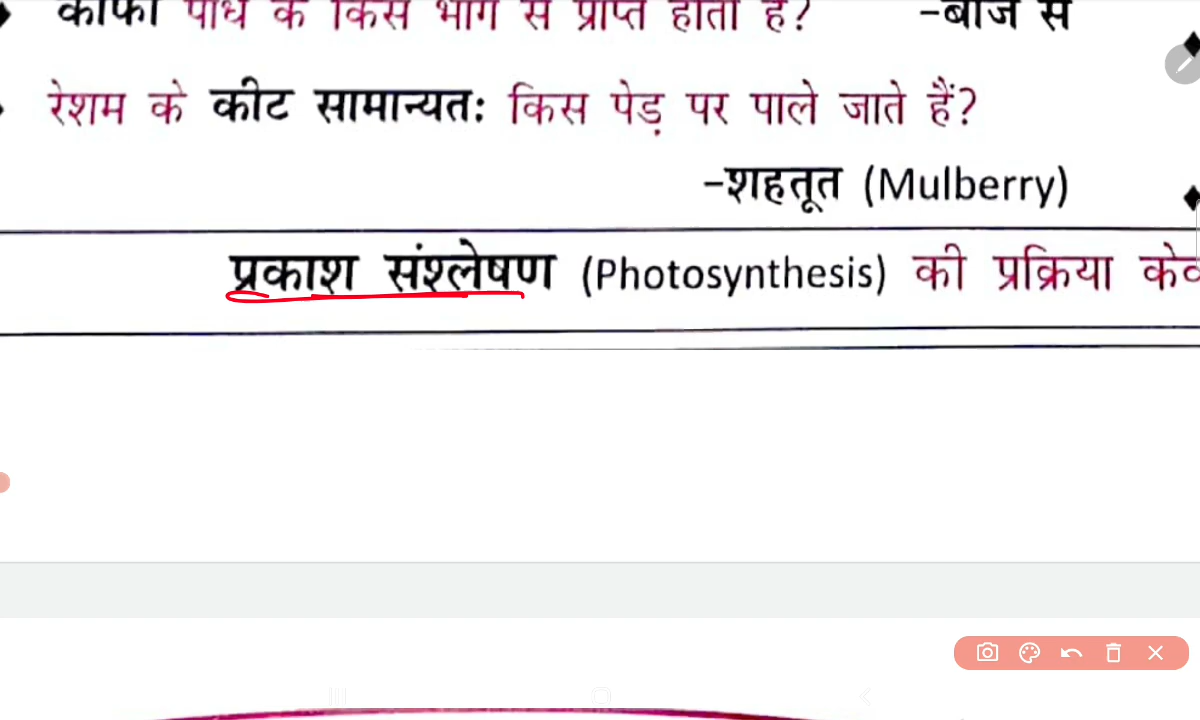 काफी पौधे के किस भाग से प्राप्त होती है? -बीज से
रेशम के कीट सामान्यतः किस पेड़ पर पाले जाते हैं?
-शहतूत (Mulberry)
प्रकाश संश्लेषण (Photosynthesis) की प्रक्रिया